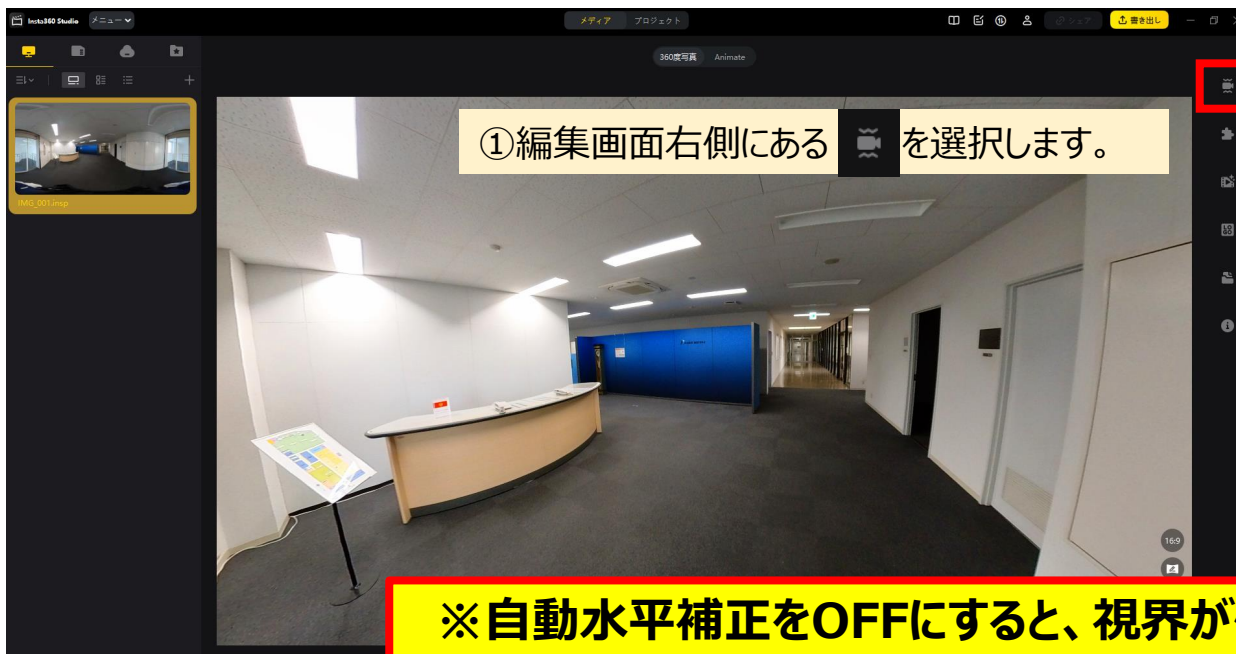 Insta360 Studio メニュー メディア プロジェクト シェア 書き出し
360度写真 Animate
①編集画面右側にある を選択します。
IMG_001.insp
16:9
※自動水平補正をOFFにすると、視界が